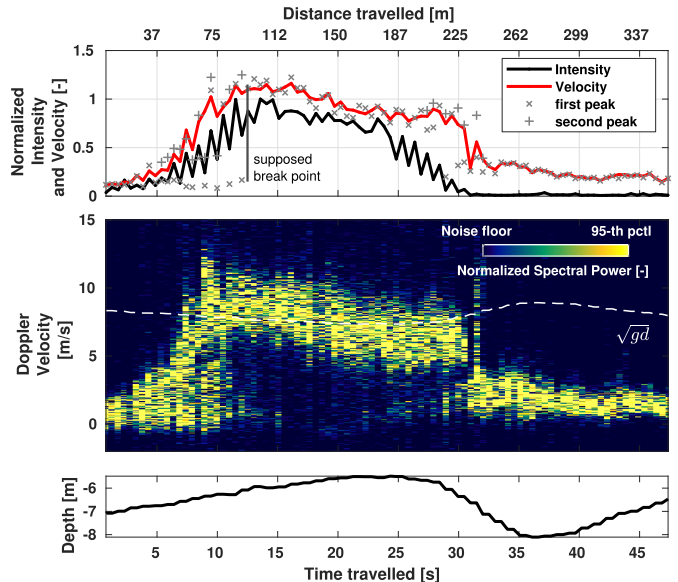 Distance travelled [m]
37 75 112 150 187 225 262 299 337
Normalized
Intensity
and Velocity [-]
1.5
1
0.5
0
Intensity
Velocity
first peak
second peak
supposed
break point
Doppler
Velocity
[m/s]
15
10
5
0
Noise floor 95-th pctl
Normalized Spectral Power [-]
√gd
Depth [m]
-6
-7
-8
5 10 15 20 25 30 35 40 45
Time travelled [s]